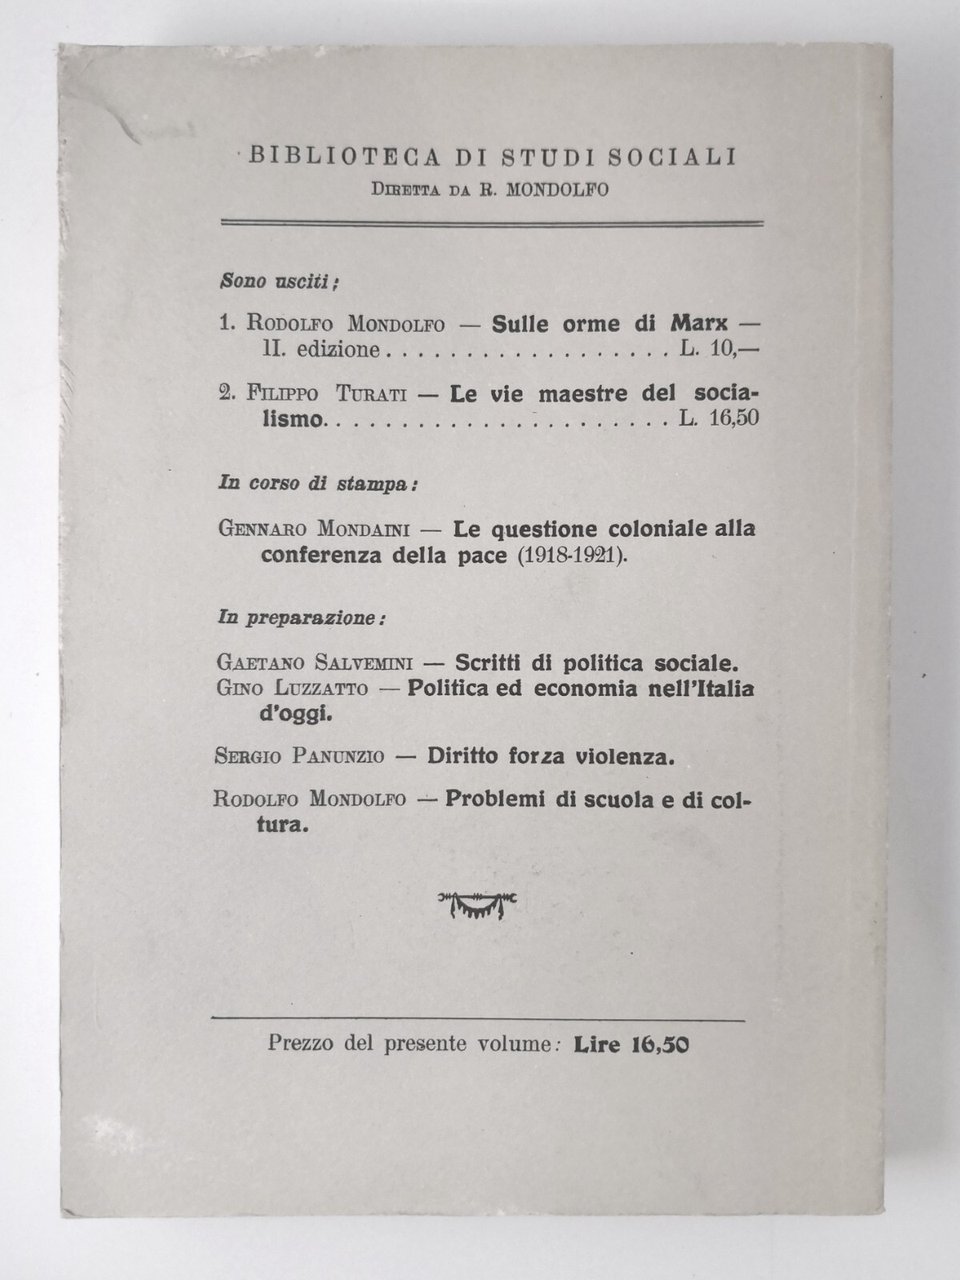 BIBLIOTECA DI STUDI SOCIALI
DIRETTA DA R. MONDOLFO
Sono usciti;
1. RODOLFO MONDOLFO — Sulle orme di Marx —
II. edizione . . . . . . . . . . . . . . . . . . L. 10,—
2. FILIPPO TURATI — Le vie maestre del socia-
lismo. . . . . . . . . . . . . . . . . . . . . . . L. 16,50
In corso di stampa:
GENNARO MONDAINI — Le questione coloniale alla
conferenza della pace (1918-1921).
In preparazione:
GAETANO SALVEMINI — Scritti di politica sociale.
GINO LUZZATTO — Politica ed economia nell'Italia
d'oggi.
SERGIO PANUNZIO — Diritto forza violenza.
RODOLFO MONDOLFO — Problemi di scuola e di col-
tura.
Prezzo del presente volume: Lire 16,50